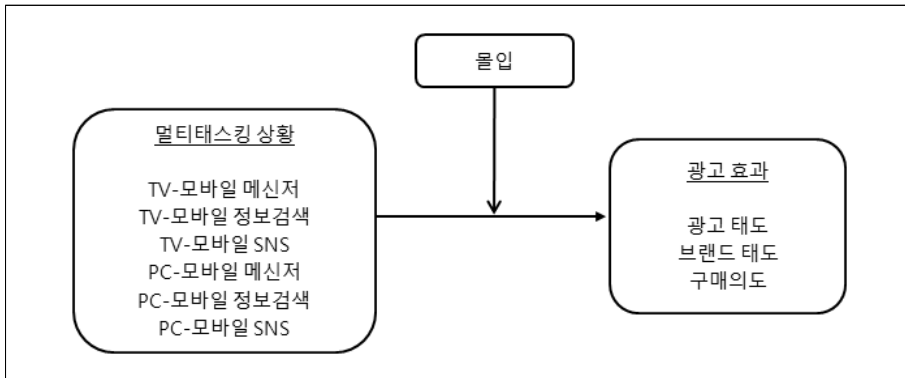 몰입
멀티태스킹 상황
TV-모바일 메신저
TV-모바일 정보검색
TV-모바일 SNS
PC-모바일 메신저
PC-모바일 정보검색
PC-모바일 SNS
광고 효과
광고 태도
브랜드 태도
구매의도